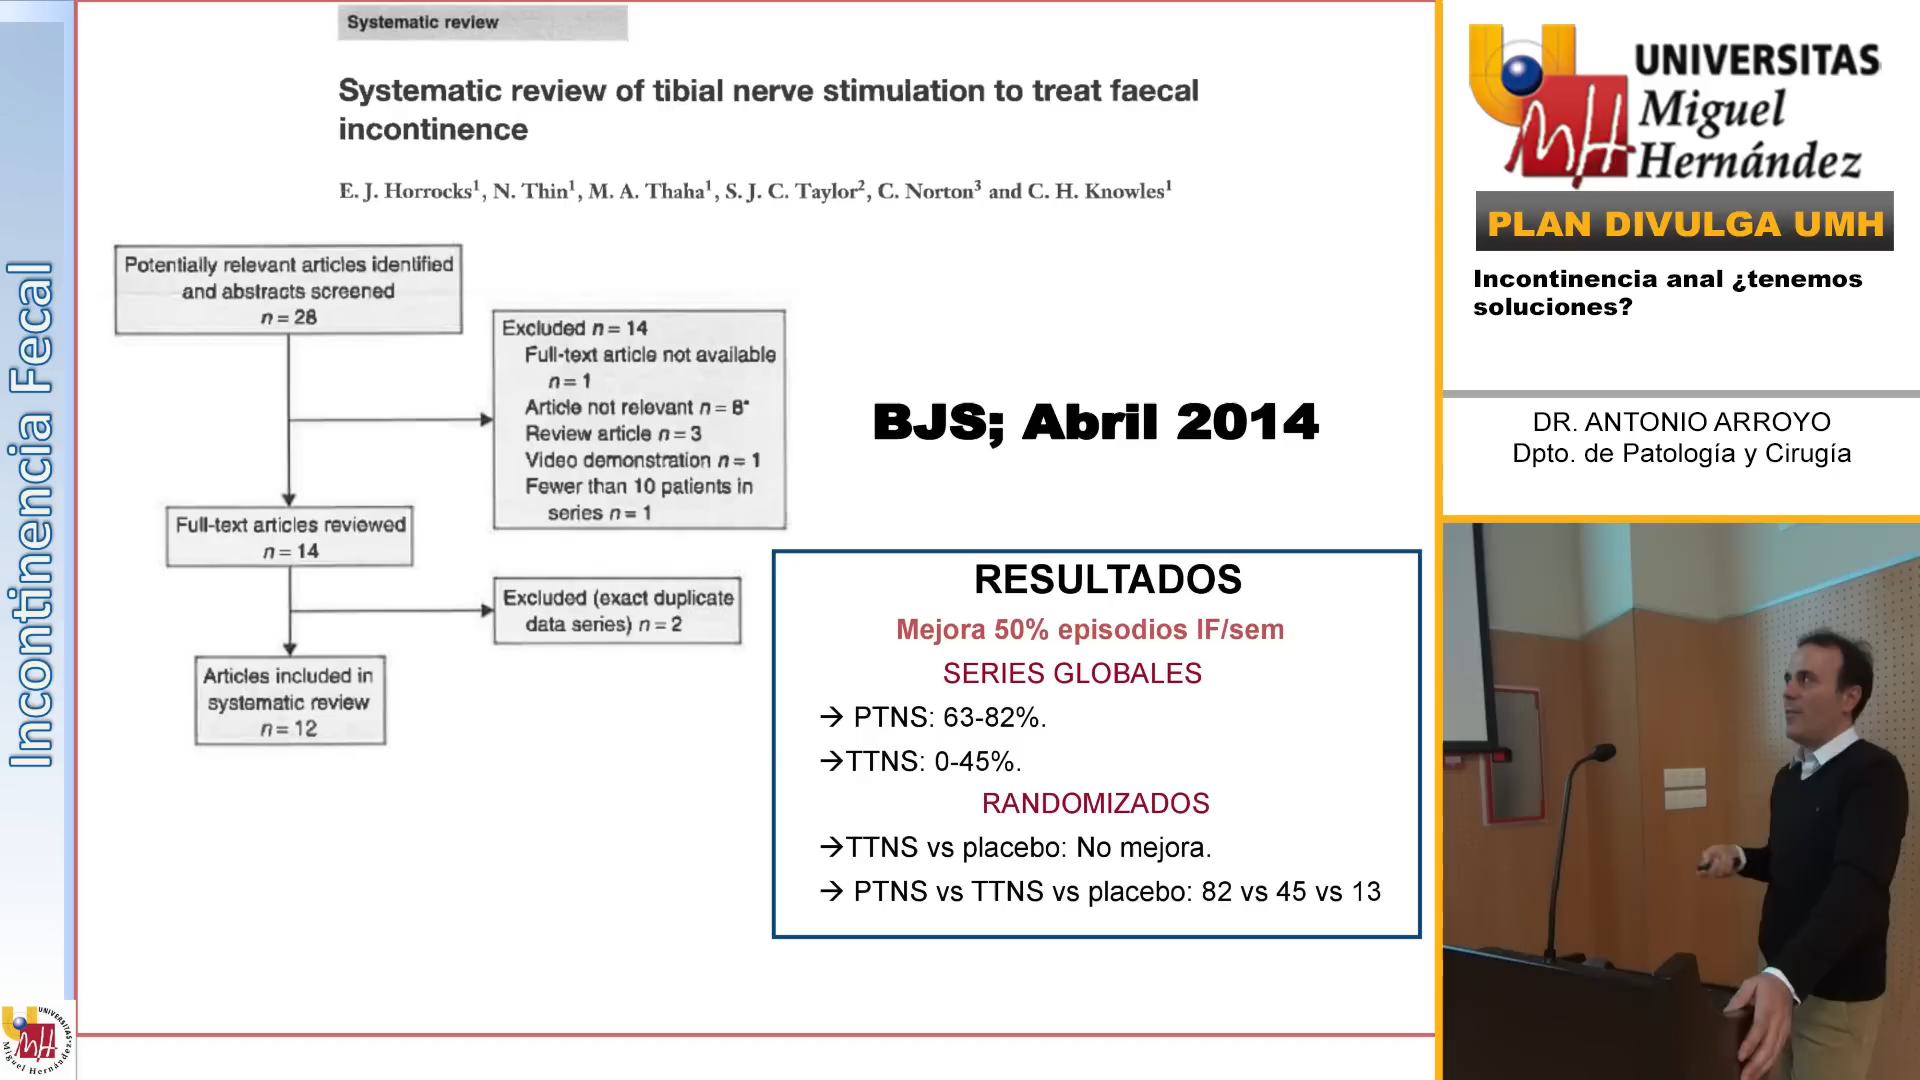 Systematic review
Systematic review of tibial nerve stimulation to treat faecal
incontinence
E. J. Horrocks1, N. Thin1, M. A. Thaha1, S. J. C. Taylor2, C. Norton3 and C. H. Knowles1
Potentially relevant articles identified
and abstracts screened
n = 28
Excluded n = 14
Full-text article not available
n = 1
Article not relevant n = 8*
Review article n = 3
Video demonstration n = 1
Fewer than 10 patients in
series n = 1
Full-text articles reviewed
n = 14
Excluded (exact duplicate
data series) n = 2
Articles included in
systematic review
n = 12
BJS; Abril 2014
RESULTADOS
Mejora 50% episodios IF/sem
SERIES GLOBALES
→ PTNS: 63-82%.
→TTNS: 0-45%.
RANDOMIZADOS
→TTNS vs placebo: No mejora.
→ PTNS vs TTNS vs placebo: 82 vs 45 vs 13
Incontinencia Fecal
UNIVERSITAS
Miguel Hernández
UNIVERSITAS
Miguel
Hernández
PLAN DIVULGA UMH
Incontinencia anal ¿tenemos
soluciones?
DR. ANTONIO ARROYO
Dpto. de Patología y Cirugía